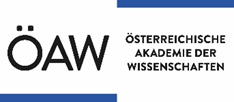 ÖAW
ÖSTERREICHISCHE
AKADEMIE DER
WISSENSCHAFTEN